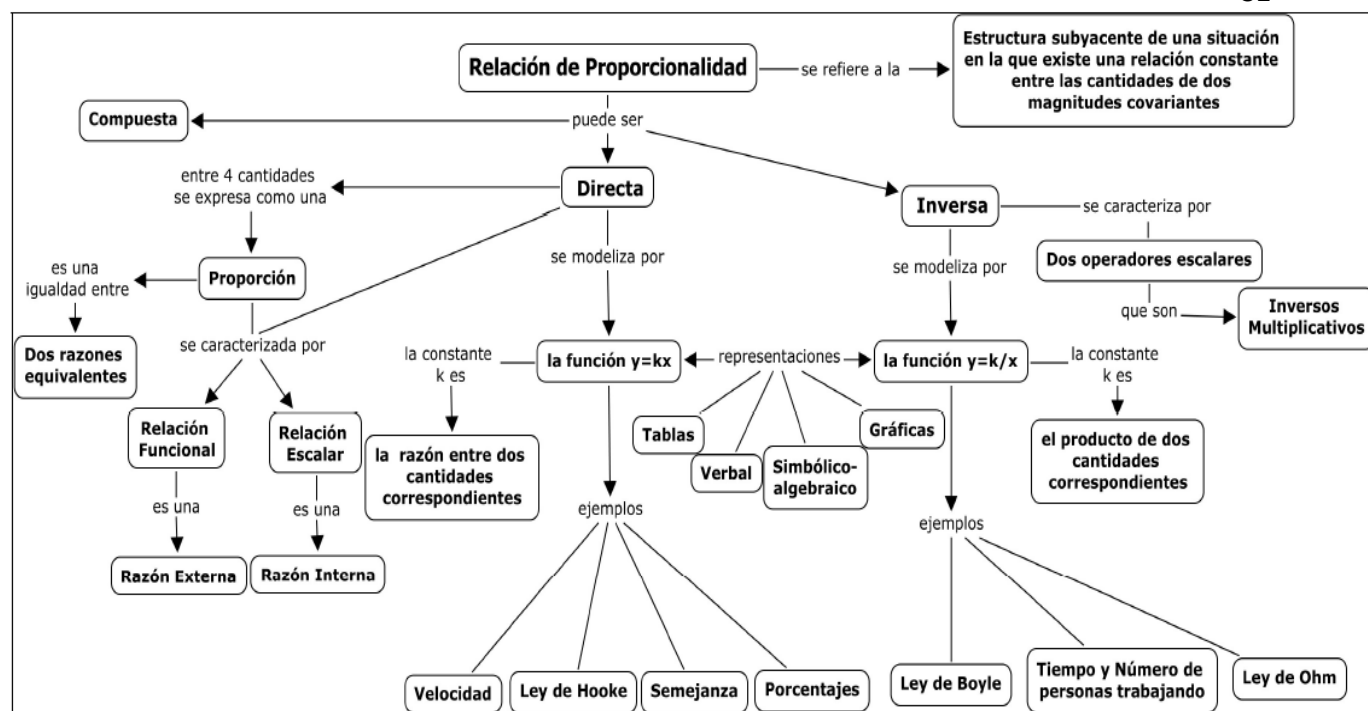 Relación de Proporcionalidad
se refiere a la
Estructura subyacente de una situación
en la que existe una relación constante
entre las cantidades de dos
magnitudes covariantes
Compuesta
puede ser
entre 4 cantidades
se expresa como una
Directa
Inversa
se caracteriza por
se modeliza por
se modeliza por
Dos operadores escalares
es una
igualdad entre
Proporción
que son
Inversos
Multiplicativos
Dos razones
equivalentes
se caracterizada por
la constante
k es
la función y=kx
representaciones
la función y=k/x
la constante
k es
Relación
Funcional
Relación
Escalar
la razón entre dos
cantidades
correspondientes
Tablas
Verbal
Simbólico-
algebraico
Gráficas
el producto de dos
cantidades
correspondientes
es una
es una
ejemplos
ejemplos
Razón Externa
Razón Interna
Velocidad
Ley de Hooke
Semejanza
Porcentajes
Ley de Boyle
Tiempo y Número de
personas trabajando
Ley de Ohm